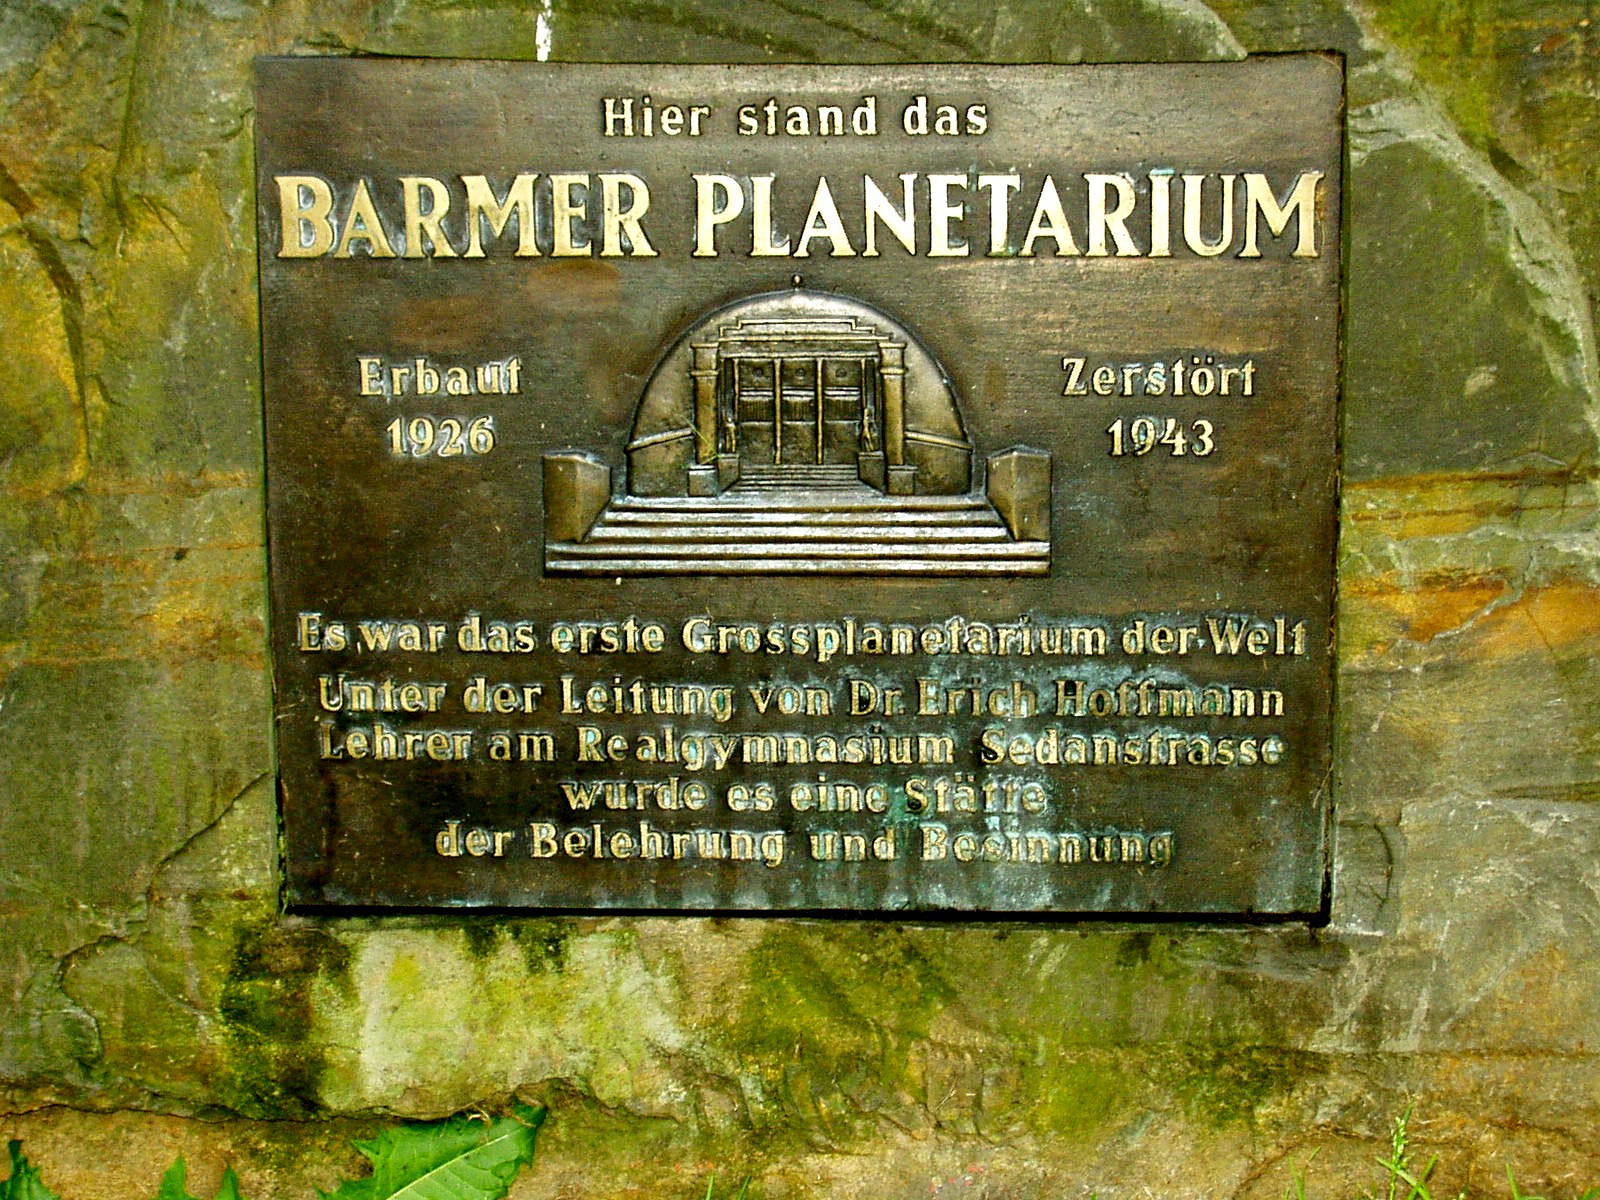 Hier stand das
BARMER PLANETARIUM
Erbaut
1926
Zerstört
1943
Es war das erste Grossplanetarium der Welt
Unter der Leitung von Dr. Erich Hoffmann
Lehrer am Realgymnasium Sedanstrasse
wurde es eine Stätte
der Belehrung und Besinnung